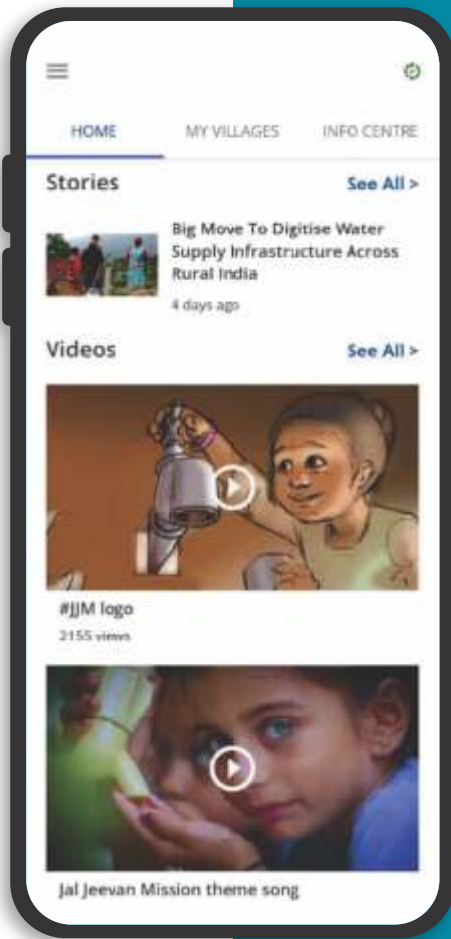 HOME MY VILLAGES INFO CENTRE
Stories See All >
Big Move To Digitise Water
Supply Infrastructure Across
Rural India
4 days ago
Videos See All >
#JJM logo
2155 views
Jal Jeevan Mission theme song